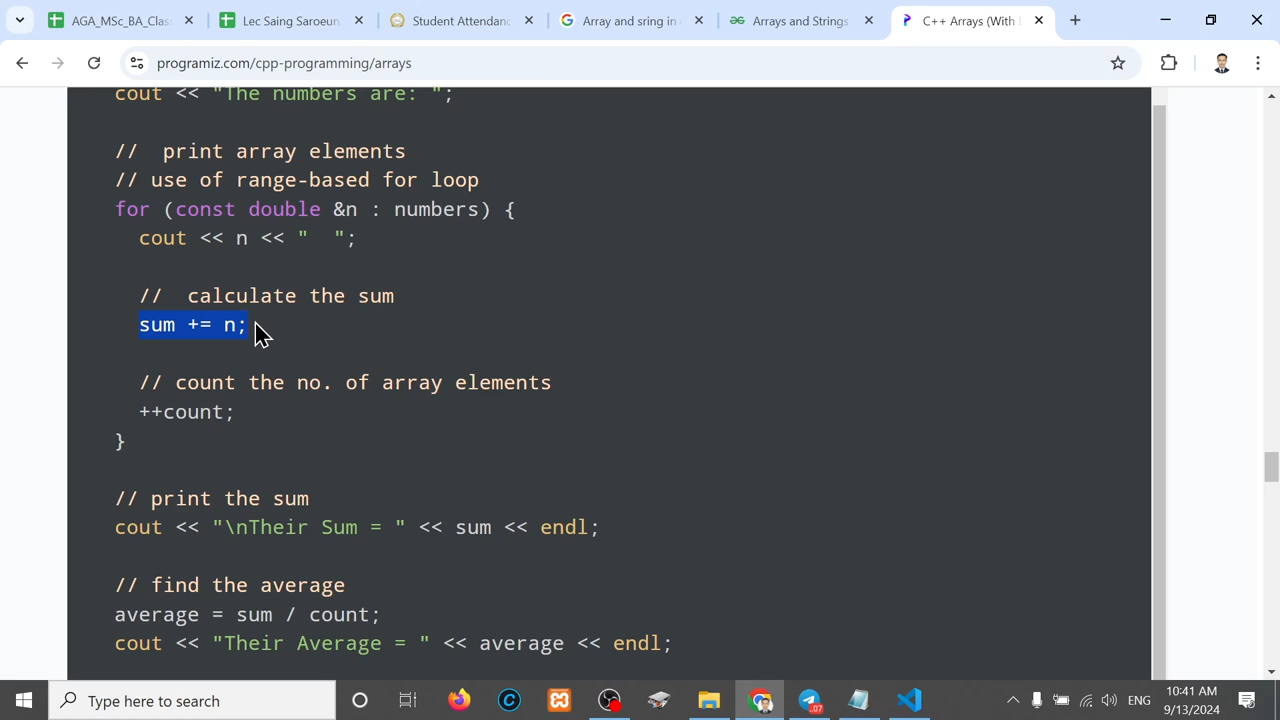 AGA_MSc_BA_Clas
Lec Saing Saroeun
Student Attendanc
Array and sring in
Arrays and Strings
C++ Arrays (With E
programiz.com/cpp-programming/arrays
cout << "The numbers are: ";
//  print array elements
// use of range-based for loop
for (const double &n : numbers) {
cout << n << "  ";
//  calculate the sum
sum += n;
// count the no. of array elements
++count;
}
// print the sum
cout << "\nTheir Sum = " << sum << endl;
// find the average
average = sum / count;
cout << "Their Average = " << average << endl;
Type here to search
.07
ENG
10:41 AM
9/13/2024